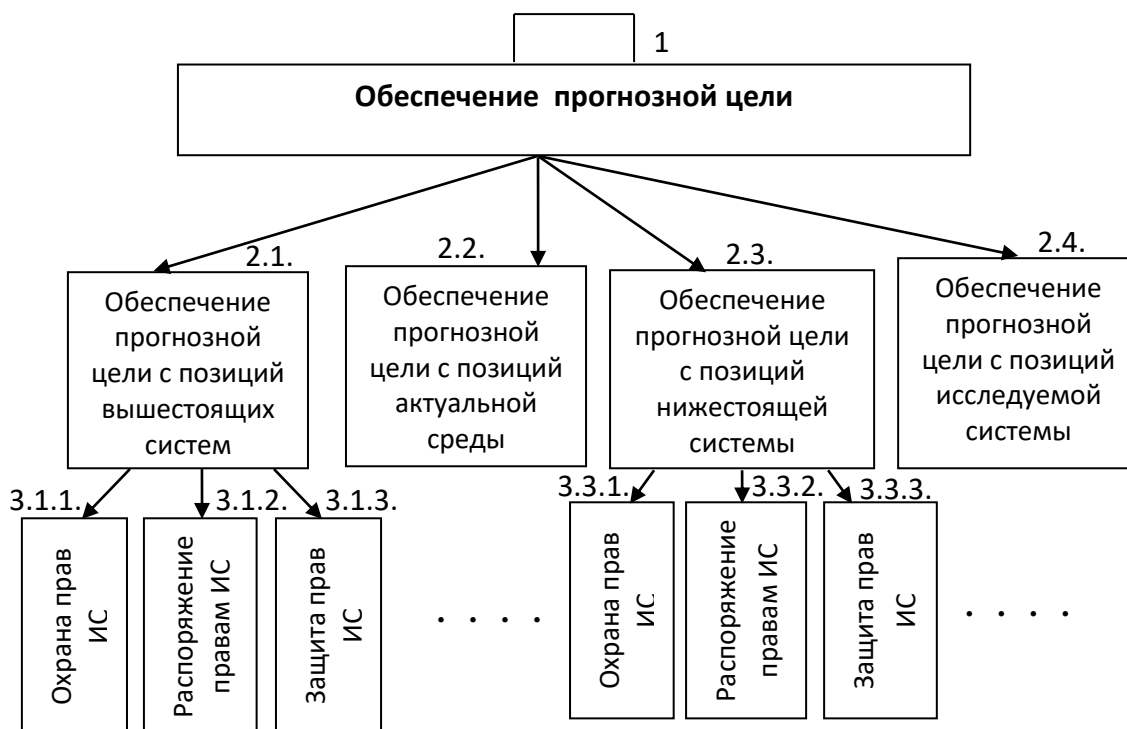 1
Обеспечение прогнозной цели
2.1.
2.2.
2.3.
2.4.
Обеспечение
прогнозной
цели с позиций
вышестоящих
систем
Обеспечение
прогнозной
цели с позиций
актуальной
среды
Обеспечение
прогнозной цели
с позиций
нижестоящей
системы
Обеспечение
прогнозной
цели с позиций
исследуемой
системы
3.1.1.
3.1.2.
3.1.3.
3.3.1.
3.3.2.
3.3.3.
Охрана прав
ИС
Распоряжение
правам ИС
Защита прав
ИС
. . . .
Охрана прав
ИС
Распоряжение
правам ИС
Защита прав
ИС
. . . .